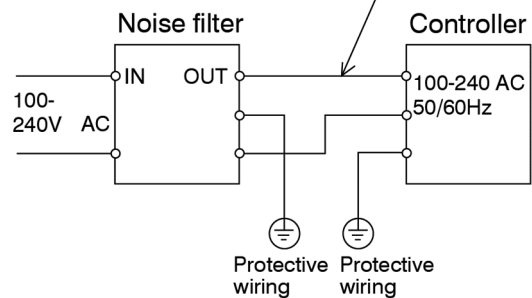 Noise filter
Controller
IN
OUT
100-
240V
AC
100-240 AC
50/60Hz
Protective
wiring
Protective
wiring